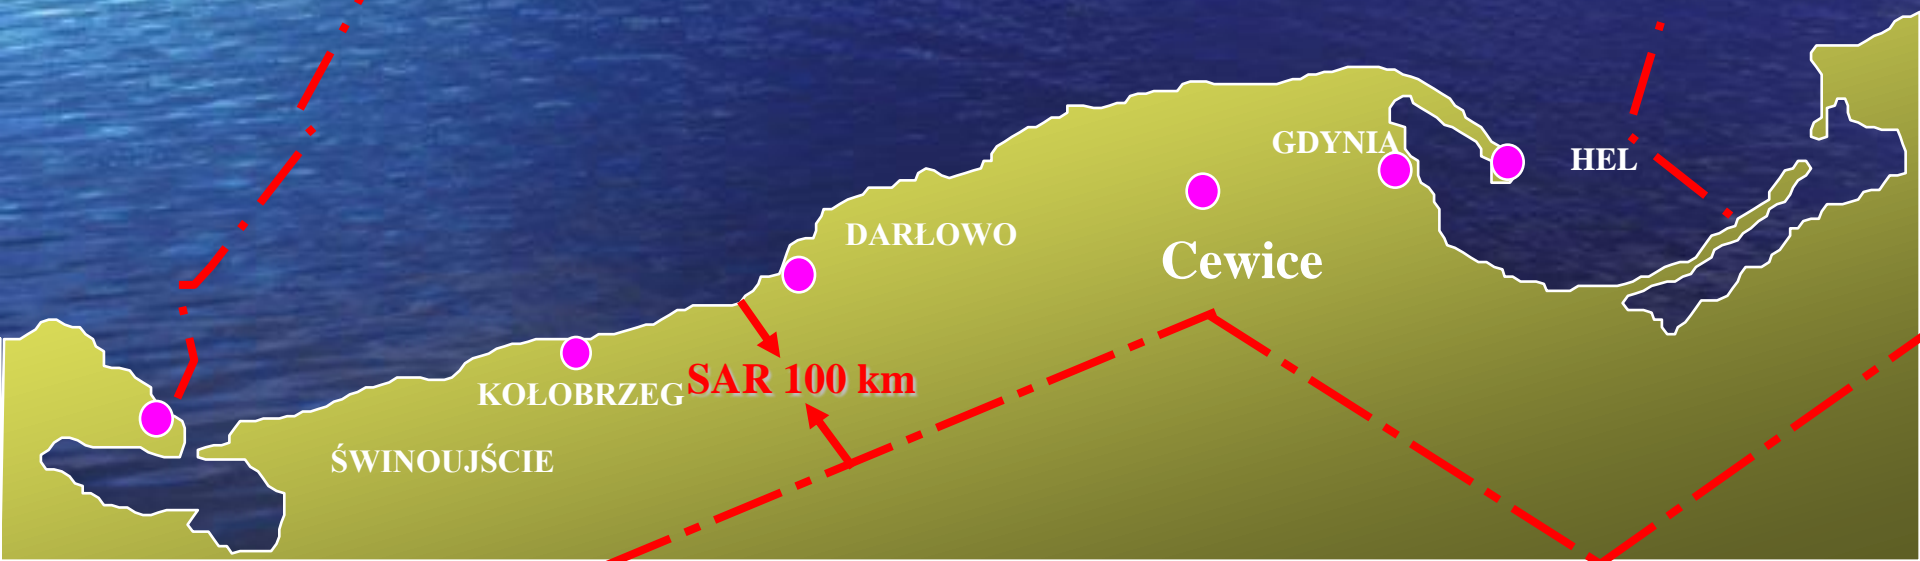 GDYNIA
HEL
DARŁOWO
Cewice
SAR 100 km
KOŁOBRZEG
ŚWINOUJŚCIE